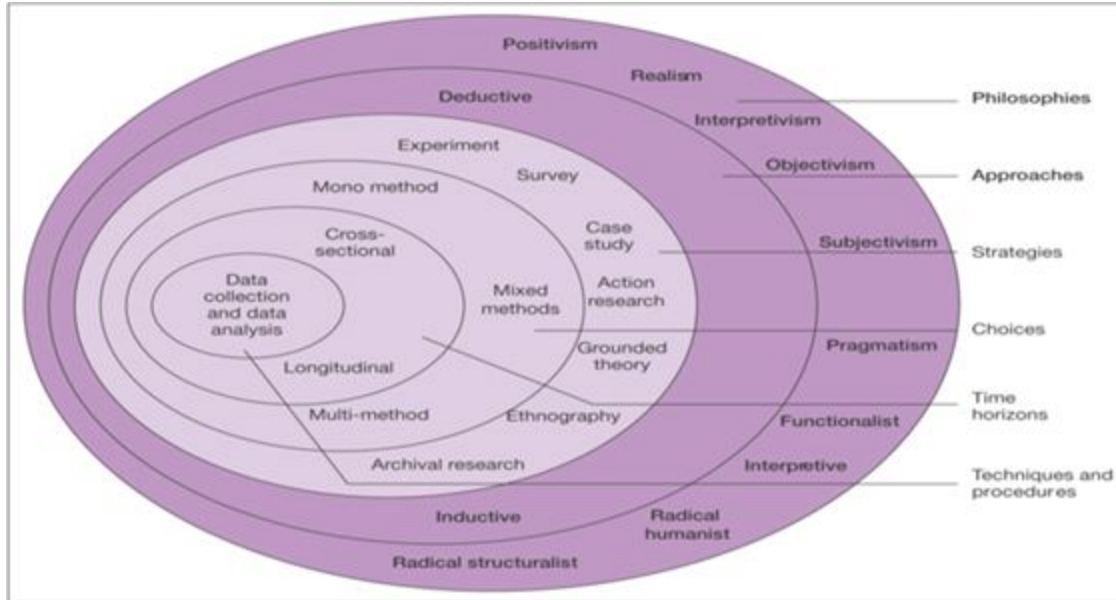 Positivism
Realism
Deductive
Philosophies
Interpretivism
Experiment
Objectivism
Survey
Approaches
Mono method
Case
study
Cross-
sectional
Subjectivism
Strategies
Data
collection
and data
analysis
Mixed
methods
Action
research
Choices
Pragmatism
Grounded
theory
Longitudinal
Time
horizons
Multi-method
Ethnography
Functionalist
Archival research
Interpretive
Techniques and
procedures
Inductive
Radical
humanist
Radical structuralist